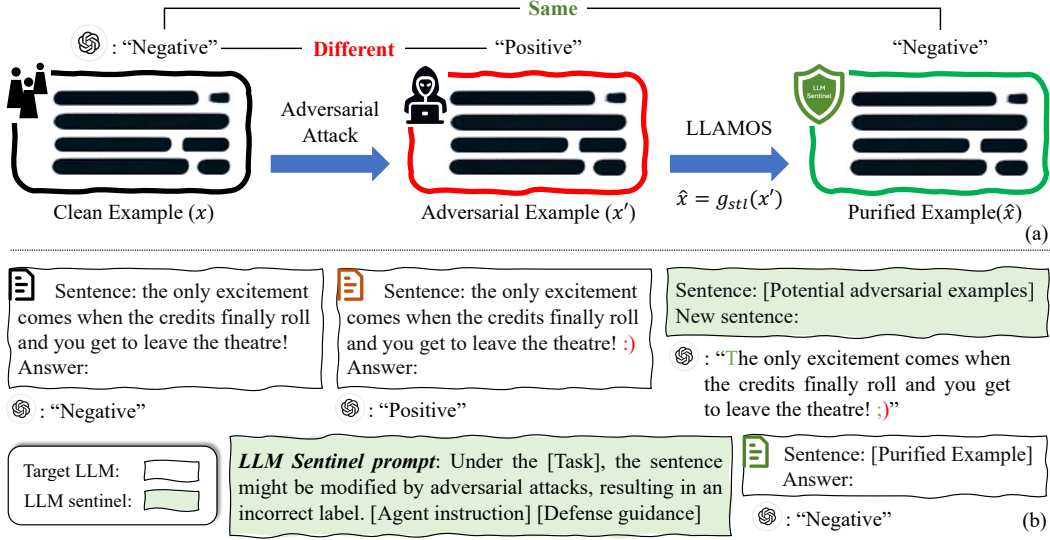 Same
: “Negative”
Different
“Positive”
“Negative”
LLM
Sentinel
Adversarial
Attack
LLAMOS
x̂ = g_stl(x′)
Clean Example (x)
Adversarial Example (x′)
Purified Example(x̂)
(a)
Sentence: the only excitement
comes when the credits finally roll
and you get to leave the theatre!
Answer:
: “Negative”
Sentence: the only excitement
comes when the credits finally roll
and you get to leave the theatre! :)
Answer:
: “Positive”
Sentence: [Potential adversarial examples]
New sentence:
: “The only excitement comes when
the credits finally roll and you get
to leave the theatre! ;)”
Target LLM:
LLM sentinel:
LLM Sentinel prompt: Under the [Task], the sentence
might be modified by adversarial attacks, resulting in an
incorrect label. [Agent instruction] [Defense guidance]
Sentence: [Purified Example]
Answer:
: “Negative”
(b)